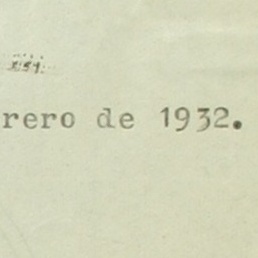 rero de 1932.